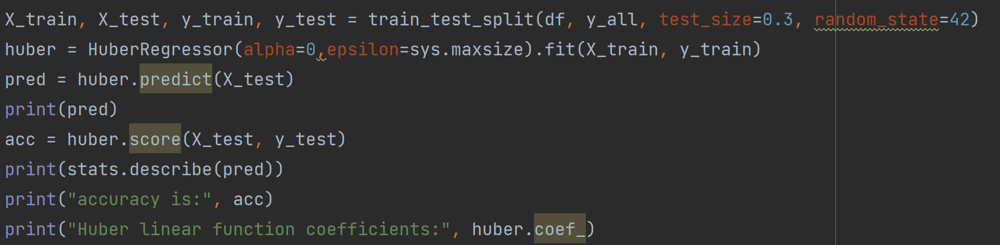 X_train, X_test, y_train, y_test = train_test_split(df, y_all, test_size=0.3, random_state=42)
huber = HuberRegressor(alpha=0,epsilon=sys.maxsize).fit(X_train, y_train)
pred = huber.predict(X_test)
print(pred)
acc = huber.score(X_test, y_test)
print(stats.describe(pred))
print("accuracy is:", acc)
print("Huber linear function coefficients:", huber.coef_)